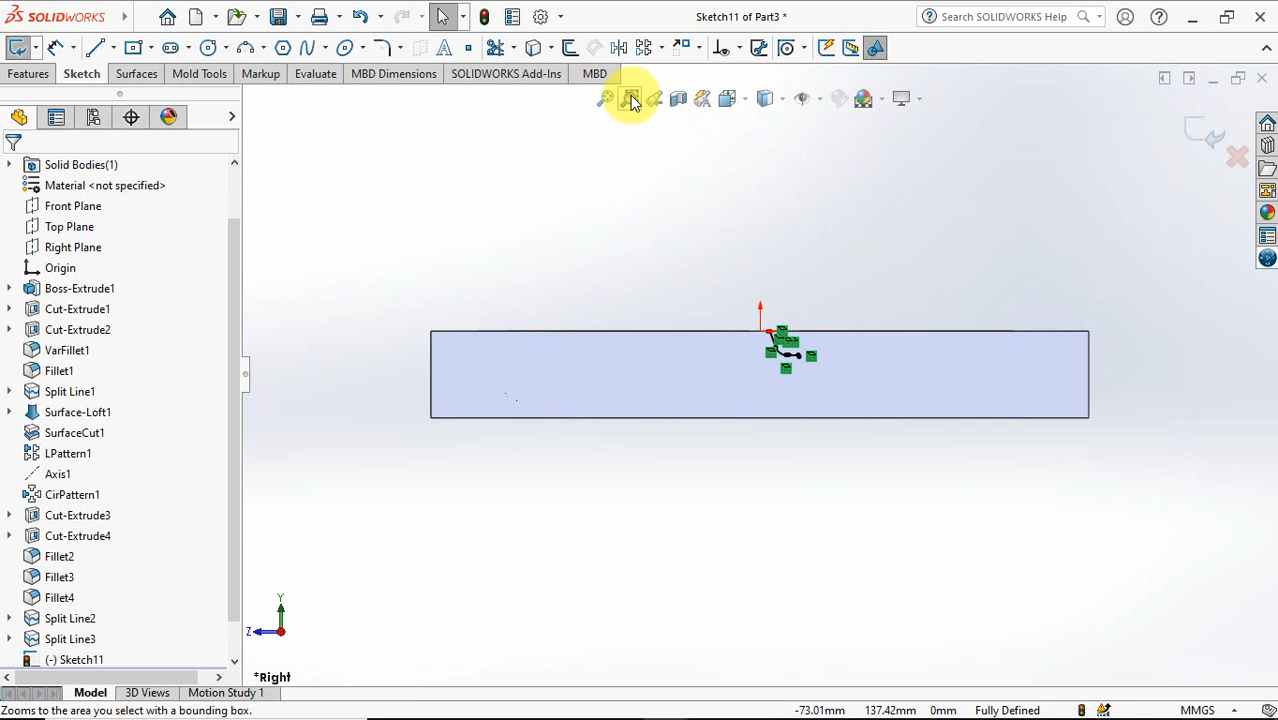 SOLIDWORKS
Sketch11 of Part3 *
Search SOLIDWORKS Help
Features
Sketch
Surfaces
Mold Tools
Markup
Evaluate
MBD Dimensions
SOLIDWORKS Add-Ins
MBD
Solid Bodies(1)
Material <not specified>
Front Plane
Top Plane
Right Plane
Origin
Boss-Extrude1
Cut-Extrude1
Cut-Extrude2
VarFillet1
Fillet1
Split Line1
Surface-Loft1
SurfaceCut1
LPattern1
Axis1
CirPattern1
Cut-Extrude3
Cut-Extrude4
Fillet2
Fillet3
Fillet4
Split Line2
Split Line3
(-) Sketch11
Y
Z
*Right
Model
3D Views
Motion Study 1
Zooms to the area you select with a bounding box.
-73.01mm
137.42mm
0mm
Fully Defined
MMGS